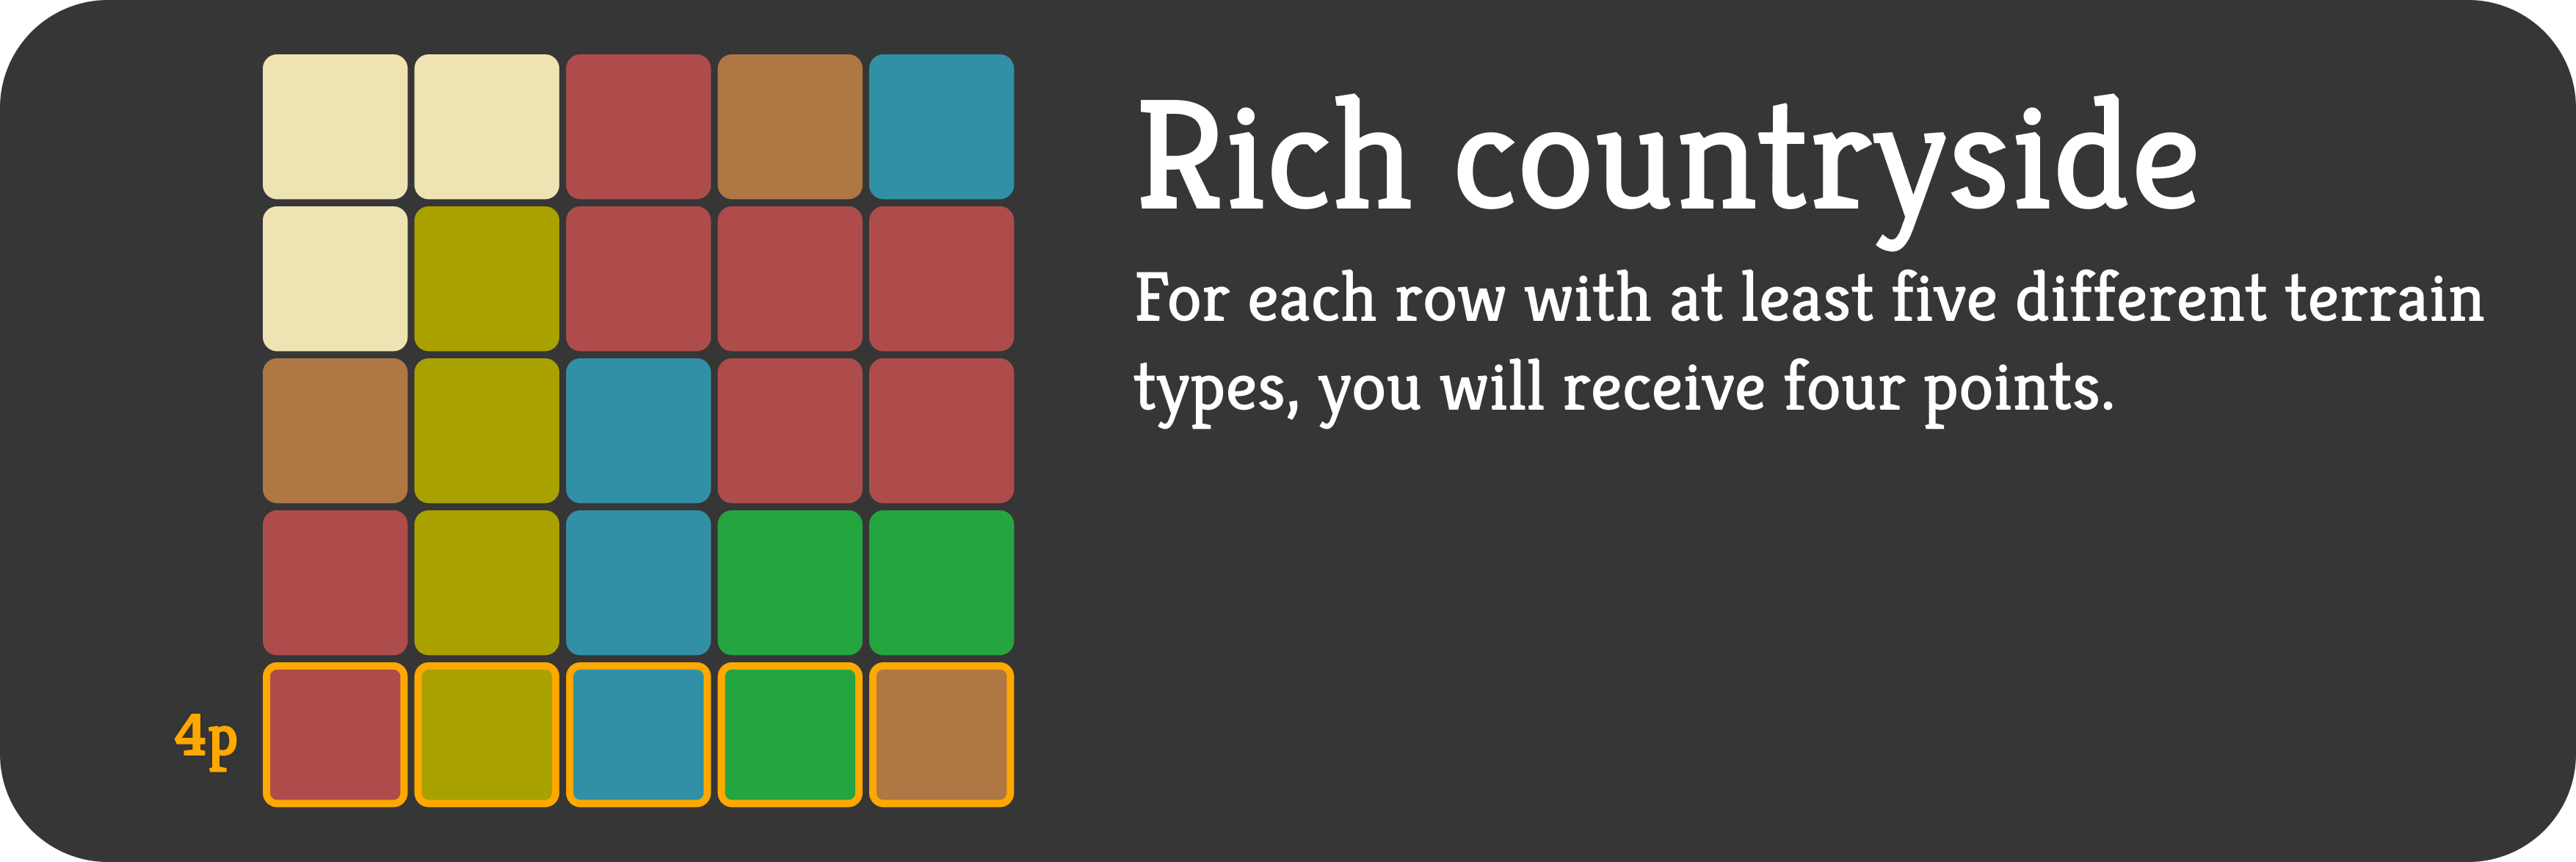 Rich countryside
For each row with at least five different terrain
types, you will receive four points.
4p